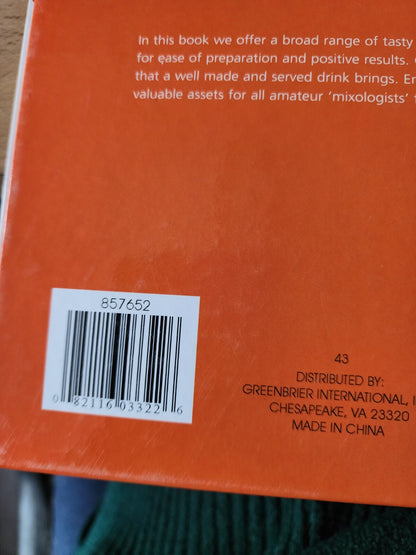 In this book we offer a broad range of tasty
for ease of preparation and positive results.
that a well made and served drink brings.
valuable assets for all amateur 'mixologists'
857652
0 82116 03322 6
43
DISTRIBUTED BY:
GREENBRIER INTERNATIONAL,
CHESAPEAKE, VA 23320
MADE IN CHINA